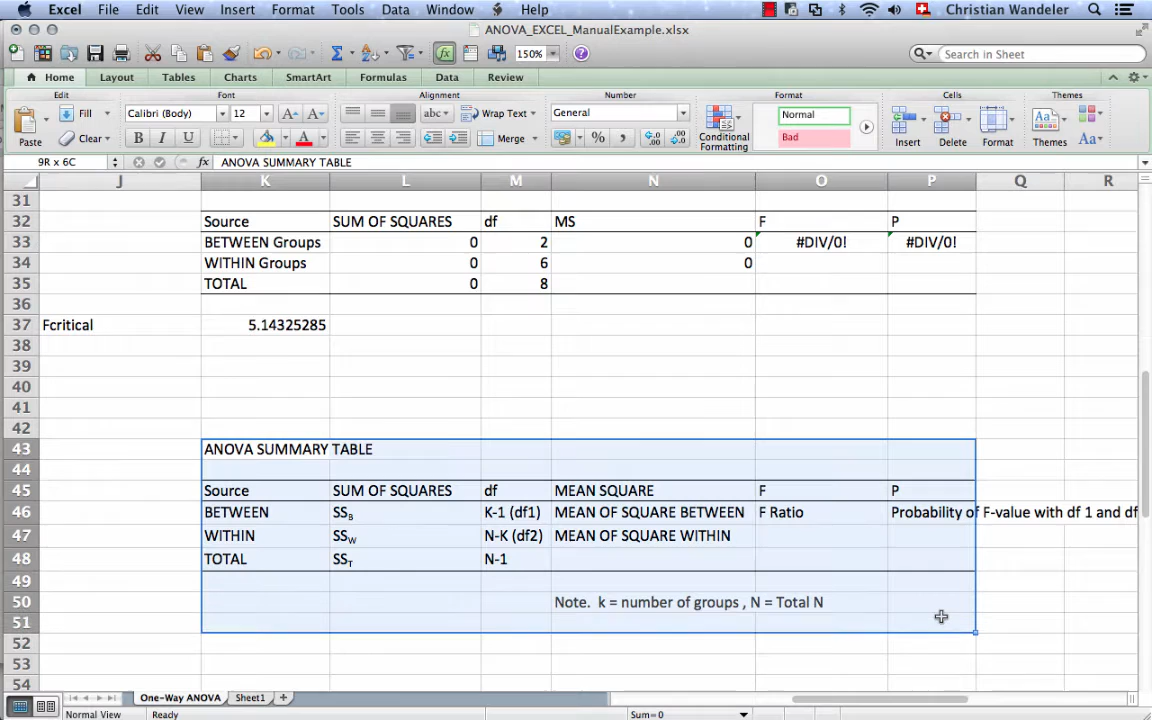 Excel File Edit View Insert Format Tools Data Window Help Christian Wandeler
ANOVA_EXCEL_ManualExample.xlsx
150% Search in Sheet
Home Layout Tables Charts SmartArt Formulas Data Review
Edit Font Alignment Number Format Cells Themes
Fill Calibri (Body) 12 A A abc Wrap Text General Normal
Paste Clear B I U A Merge % Conditional Formatting Bad Insert Delete Format Themes Aa
9R x 6C fx ANOVA SUMMARY TABLE
J K L M N O P Q R
31
32 Source SUM OF SQUARES df MS F P
33 BETWEEN Groups 0 2 0 #DIV/0! #DIV/0!
34 WITHIN Groups 0 6 0
35 TOTAL 0 8
36
37 Fcritical 5.14325285
38
39
40
41
42
43 ANOVA SUMMARY TABLE
44
45 Source SUM OF SQUARES df MEAN SQUARE F P
46 BETWEEN SSB K-1 (df1) MEAN OF SQUARE BETWEEN F Ratio Probability of F-value with df 1 and df
47 WITHIN SSW N-K (df2) MEAN OF SQUARE WITHIN
48 TOTAL SST N-1
49
50 Note. k = number of groups , N = Total N
51
52
53
54
One-Way ANOVA Sheet1
Normal View Ready Sum=0